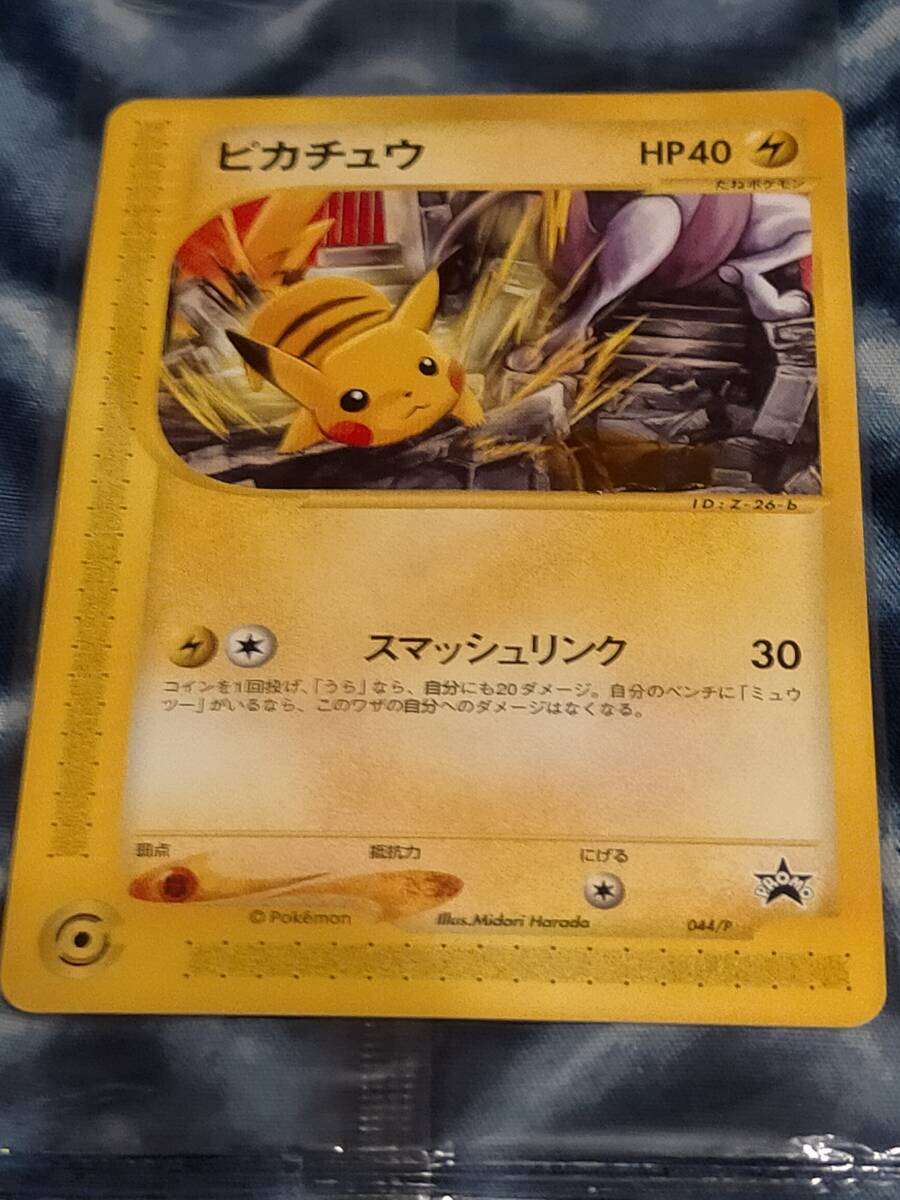 ピカチュウ HP40
たねポケモン
ID:Z-26-b
スマッシュリンク 30
コインを1回投げ、「うら」なら、自分にも20ダメージ。自分のベンチに「ミュウ
ツー」がいるなら、このワザの自分へのダメージはなくなる。
弱点 抵抗力 にげる
PROMO
© Pokémon Illus.Midori Harada 044/P